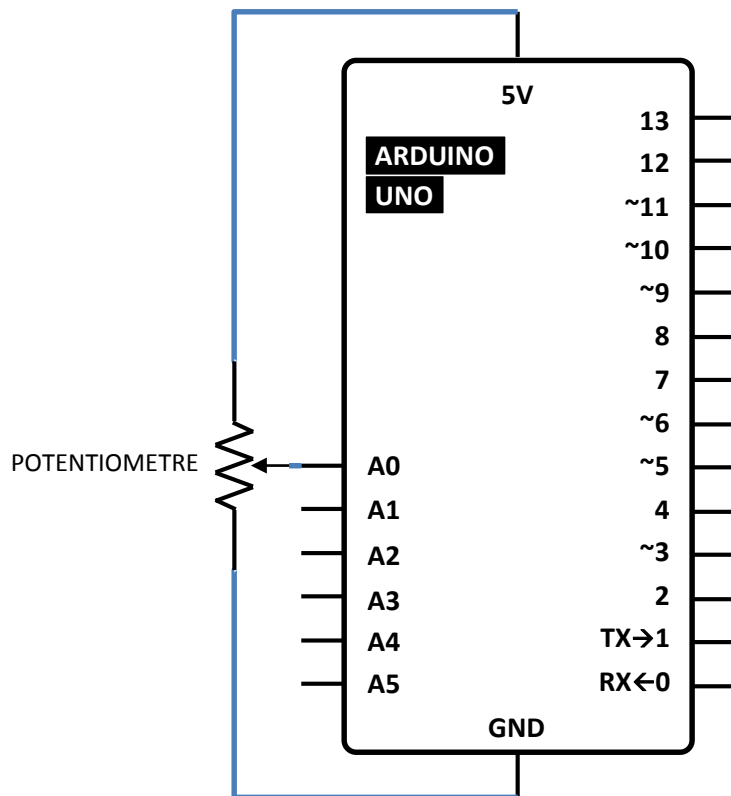 5V
ARDUINO
UNO
13
12
~11
~10
~9
8
7
~6
~5
4
~3
2
TX→1
RX←0
POTENTIOMETRE
A0
A1
A2
A3
A4
A5
GND